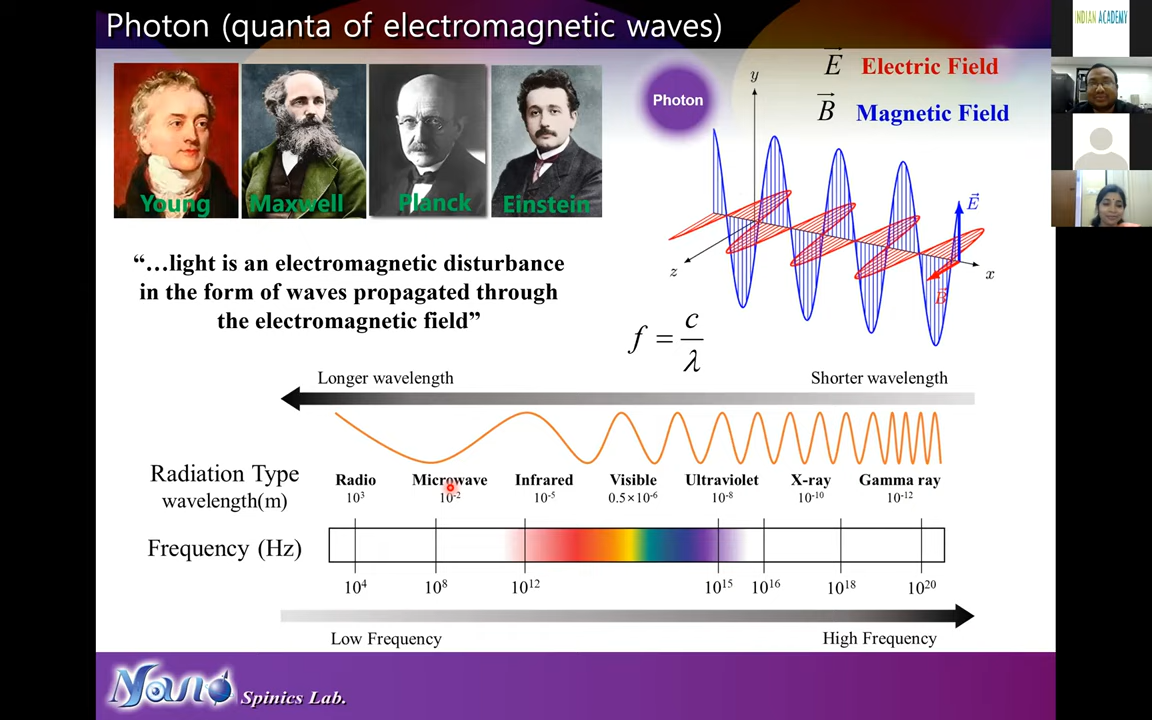 Photon (quanta of electromagnetic waves)
INDIAN ACADEMY
Young
Maxwell
Planck
Einstein
Photon
E Electric Field
B Magnetic Field
y
E
z
x
B
“…light is an electromagnetic disturbance
in the form of waves propagated through
the electromagnetic field”
f = c/λ
Longer wavelength
Shorter wavelength
Radiation Type
wavelength(m)
Radio Microwave Infrared Visible Ultraviolet X-ray Gamma ray
10³ 10⁻² 10⁻⁵ 0.5×10⁻⁶ 10⁻⁸ 10⁻¹⁰ 10⁻¹²
Frequency (Hz)
10⁴ 10⁸ 10¹² 10¹⁵ 10¹⁶ 10¹⁸ 10²⁰
Low Frequency
High Frequency
Nano Spinics Lab.